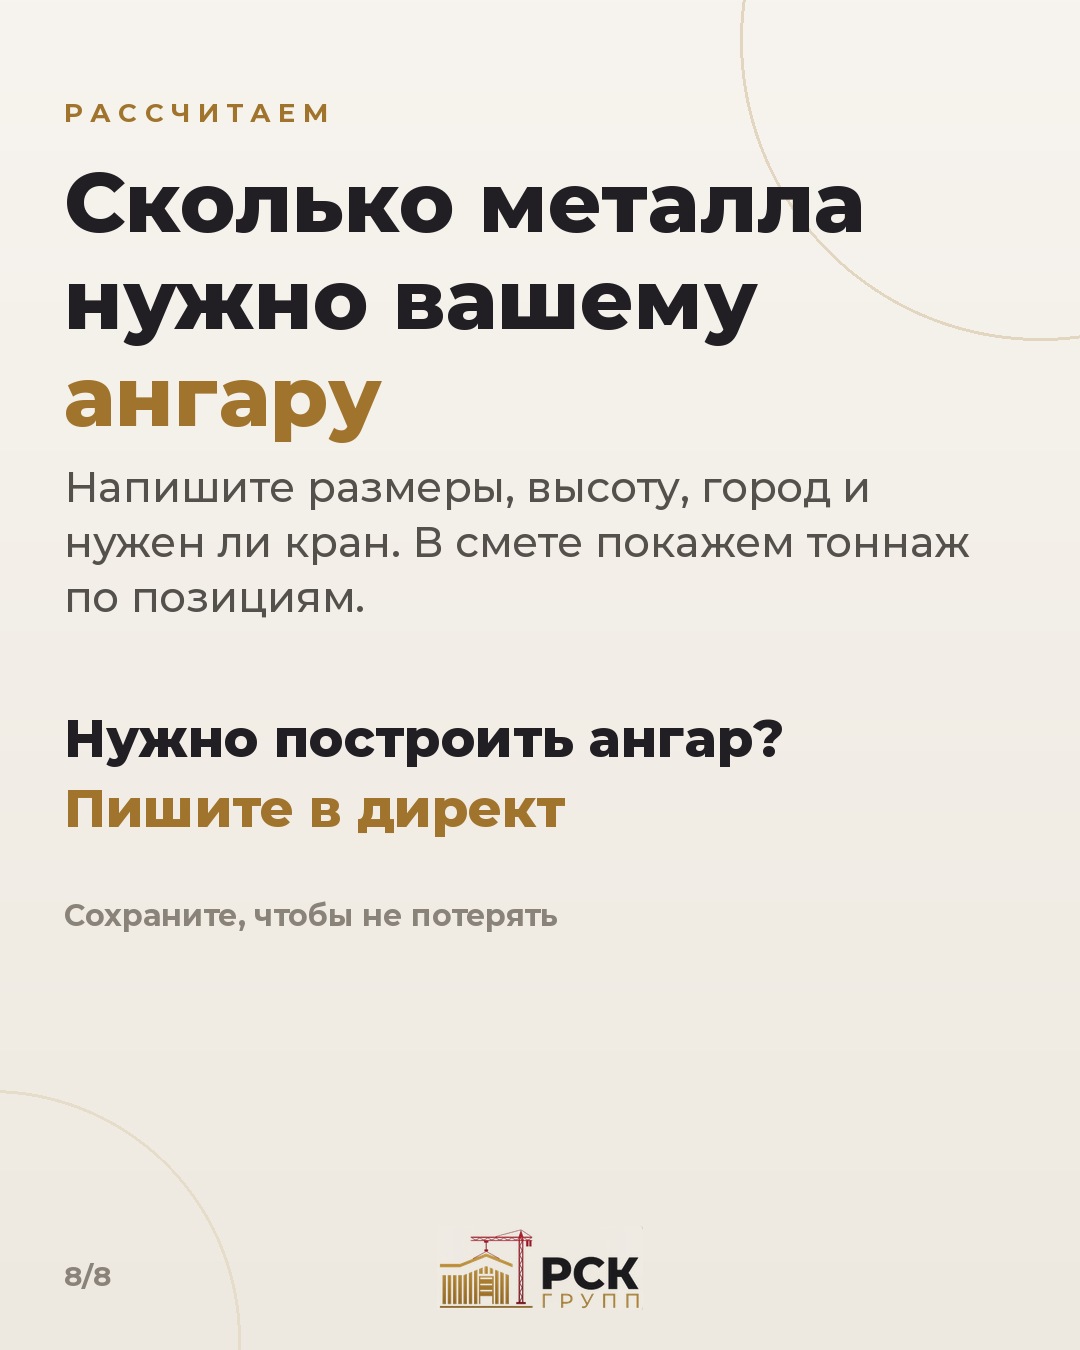 РАССЧИТАЕМ
Сколько металла
нужно вашему
ангару
Напишите размеры, высоту, город и
нужен ли кран. В смете покажем тоннаж
по позициям.
Нужно построить ангар?
Пишите в директ
Сохраните, чтобы не потерять
8/8
РСК
ГРУПП